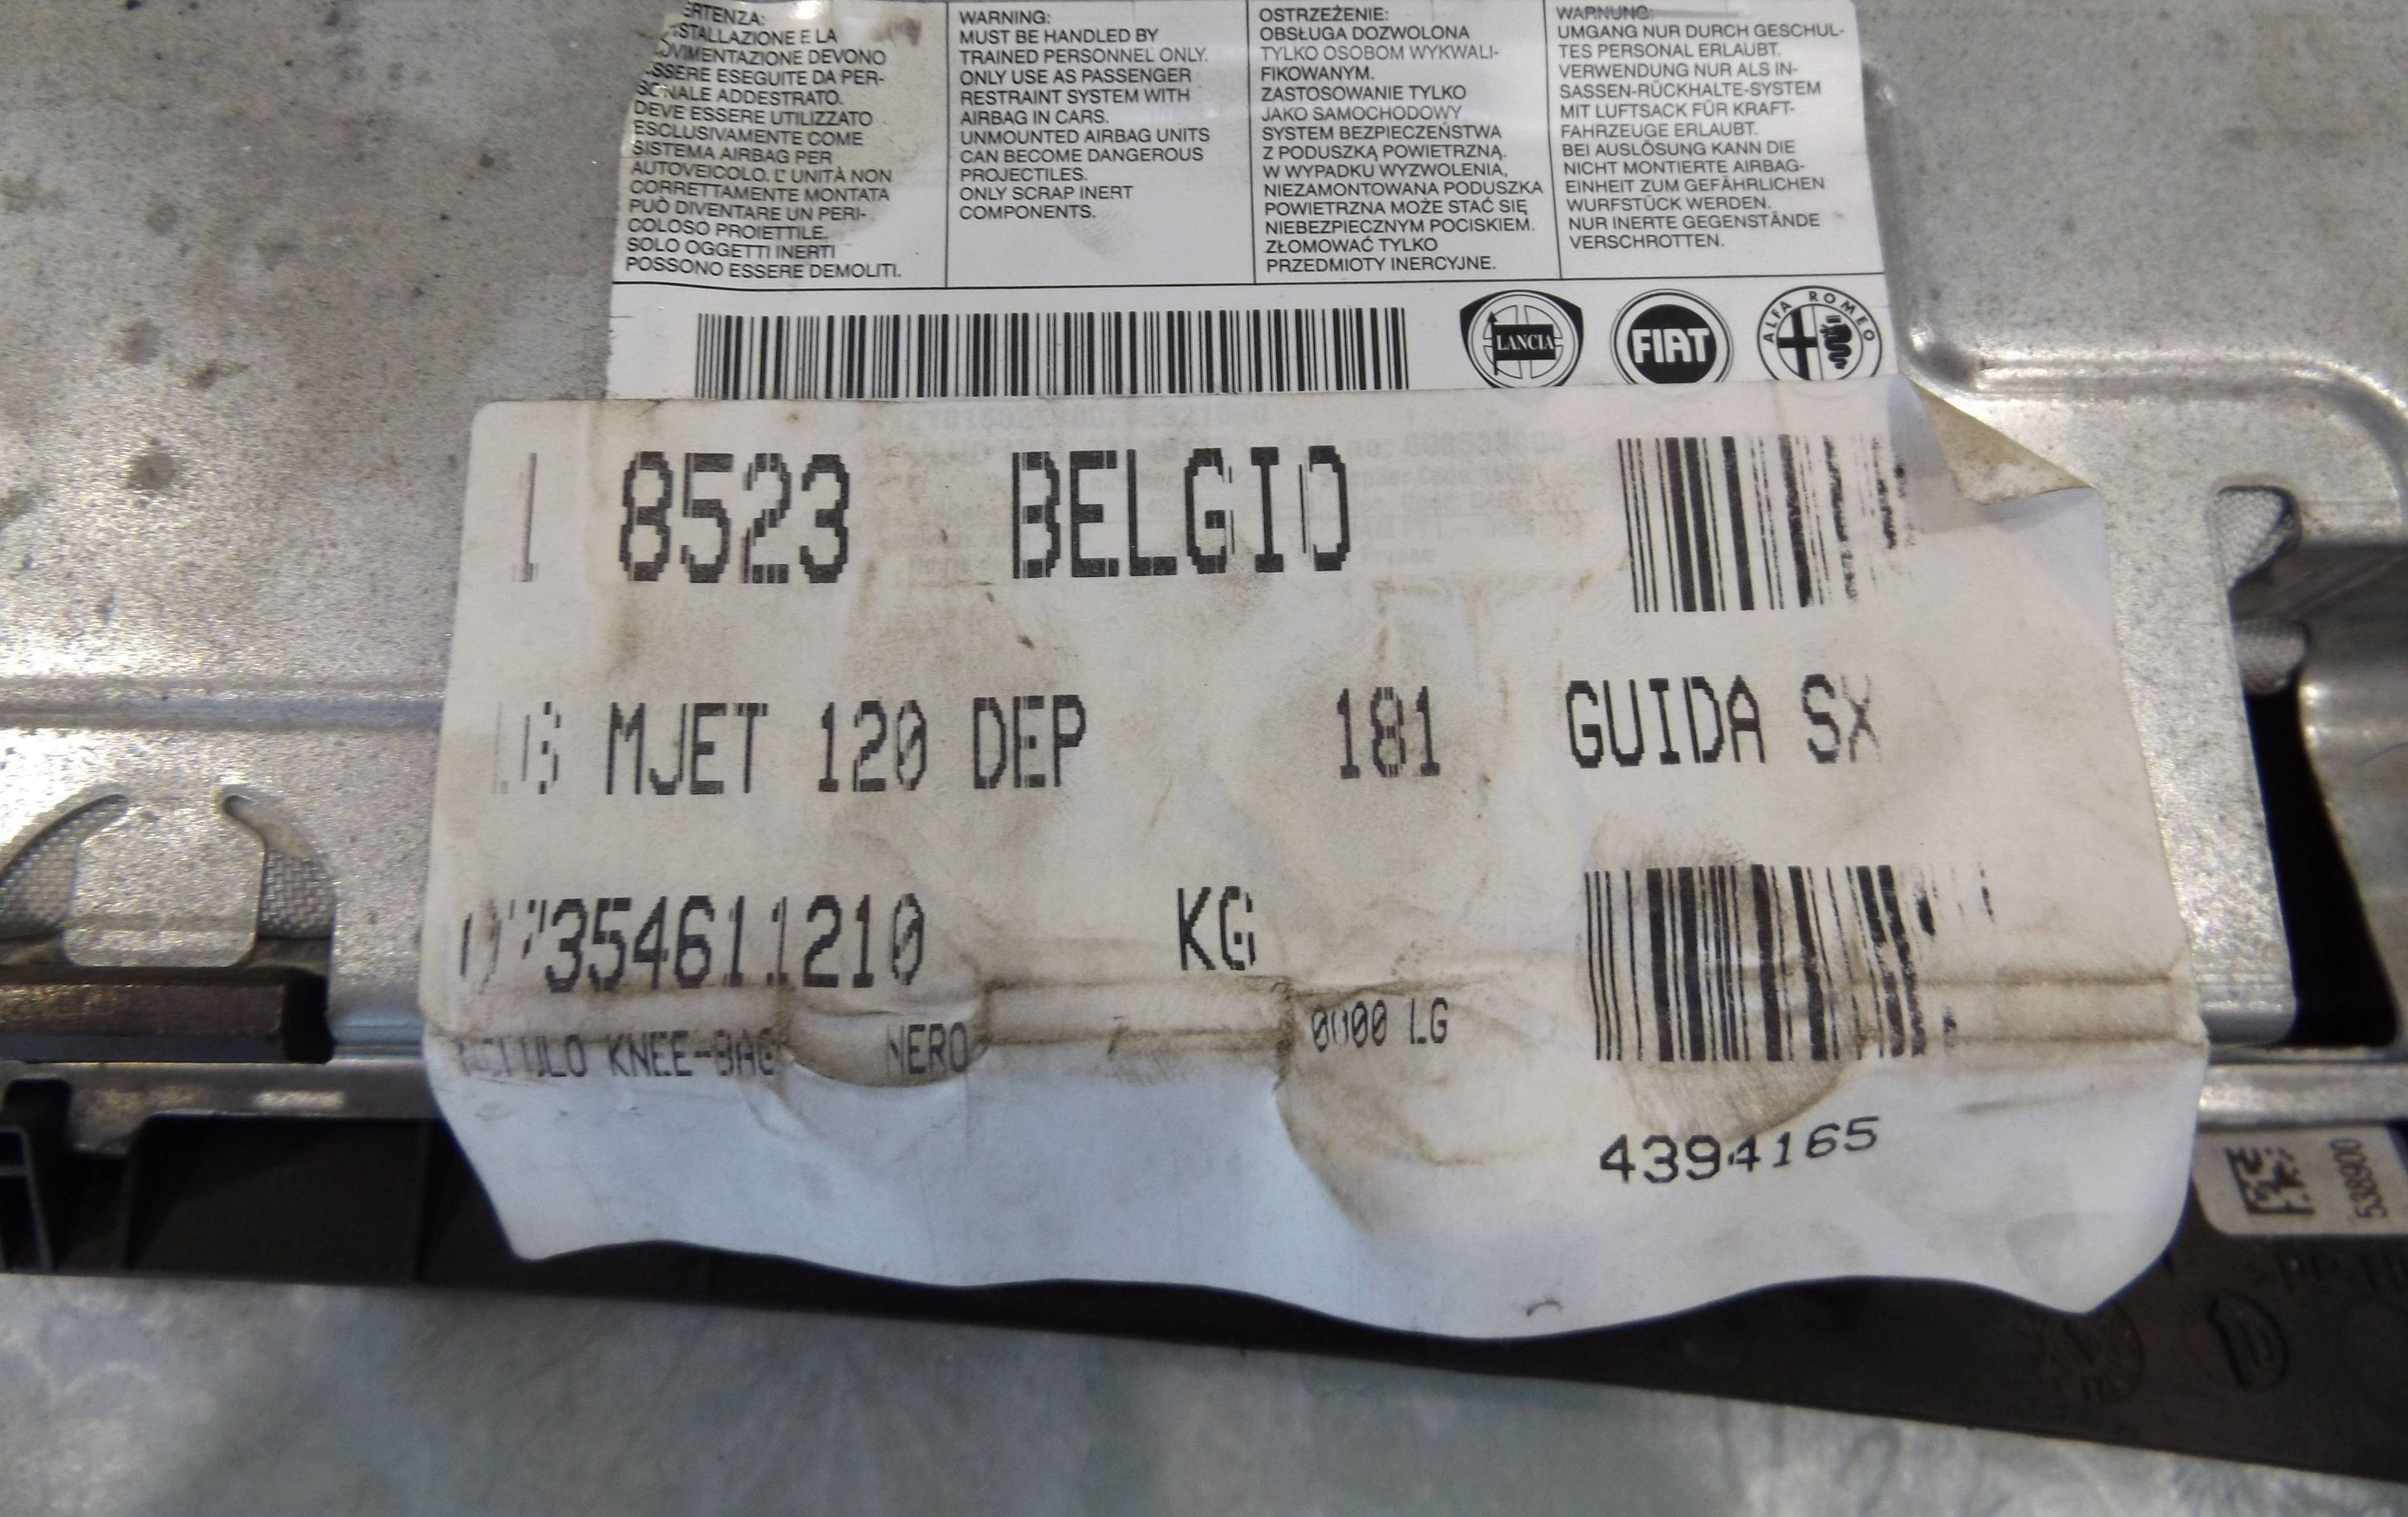 STALLAZIONE E LA
OVIMENTAZIONE DEVONO
ESSERE ESEGUITE DA PER-
SONALE ADDESTRATO.
DEVE ESSERE UTILIZZATO
ESCLUSIVAMENTE COME
SISTEMA AIRBAG PER
AUTOVEICOLO. L' UNITÀ NON
CORRETTAMENTE MONTATA
PUÒ DIVENTARE UN PERI-
COLOSO PROIETTILE.
SOLO OGGETTI INERTI
POSSONO ESSERE DEMOLITI.
WARNING:
MUST BE HANDLED BY
TRAINED PERSONNEL ONLY.
ONLY USE AS PASSENGER
RESTRAINT SYSTEM WITH
AIRBAG IN CARS.
UNMOUNTED AIRBAG UNITS
CAN BECOME DANGEROUS
PROJECTILES.
ONLY SCRAP INERT
COMPONENTS.
OSTRZEŻENIE:
OBSŁUGA DOZWOLONA
TYLKO OSOBOM WYKWALI-
FIKOWANYM.
ZASTOSOWANIE TYLKO
JAKO SAMOCHODOWY
SYSTEM BEZPIECZEŃSTWA
Z PODUSZKĄ POWIETRZNĄ.
W WYPADKU WYZWOLENIA,
NIEZAMONTOWANA PODUSZKA
POWIETRZNA MOŻE STAĆ SIĘ
NIEBEZPIECZNYM POCISKIEM.
ZŁOMOWAĆ TYLKO
PRZEDMIOTY INERCYJNE.
WARNUNG:
UMGANG NUR DURCH GESCHUL-
TES PERSONAL ERLAUBT.
VERWENDUNG NUR ALS IN-
SASSEN-RÜCKHALTE-SYSTEM
MIT LUFTSACK FÜR KRAFT-
FAHRZEUGE ERLAUBT.
BEI AUSLÖSUNG KANN DIE
NICHT MONTIERTE AIRBAG-
EINHEIT ZUM GEFÄHRLICHEN
WURFSTÜCK WERDEN.
NUR INERTE GEGENSTÄNDE
VERSCHROTTEN.
LANCIA
FIAT
ALFA ROMEO
1 8523 BELGIO
MJET 120 DEP 181 GUIDA SX
07354611210 KG
KNEE-BAG NERO 0000 LG
4394165
5389900
10